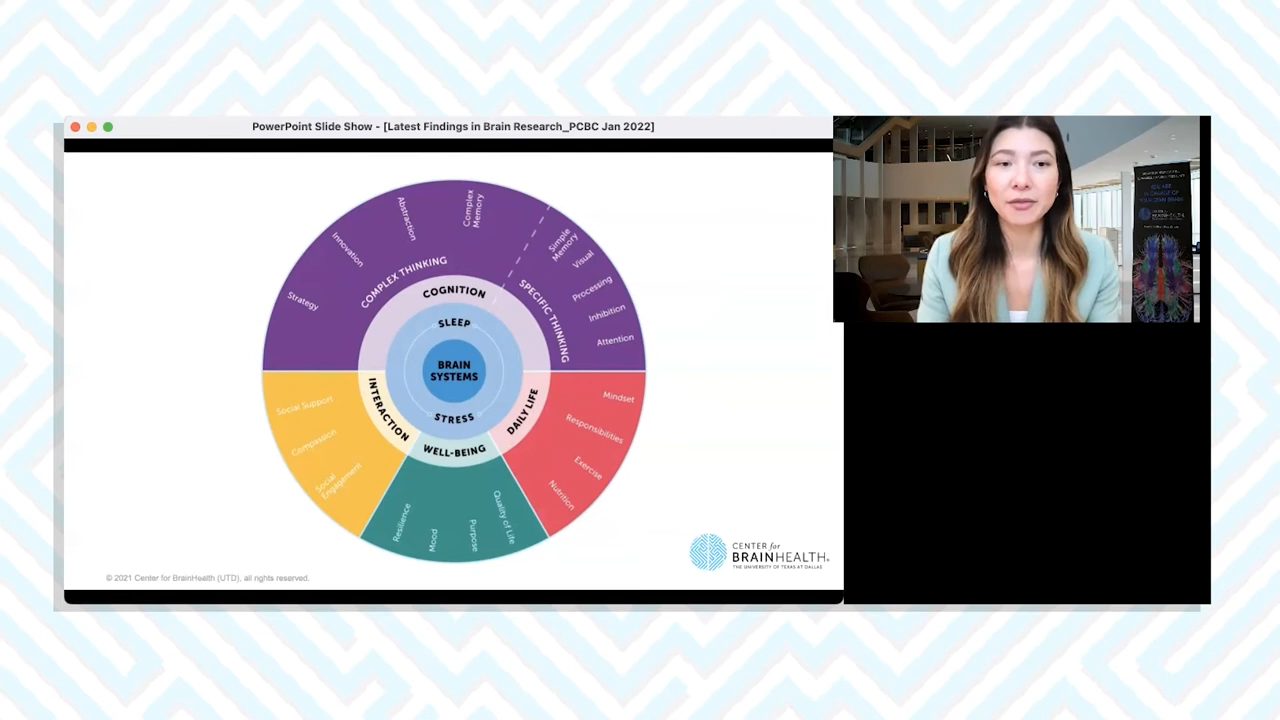 PowerPoint Slide Show - [Latest Findings in Brain Research_PCBC Jan 2022]
Strategy
Innovation
Abstraction
Complex
Memory
COMPLEX THINKING
Simple
Memory
Visual
Processing
Inhibition
Attention
SPECIFIC THINKING
COGNITION
SLEEP
BRAIN
SYSTEMS
STRESS
INTERACTION
WELL-BEING
DAILY LIFE
Social Support
Compassion
Social
Engagement
Resilience
Mood
Purpose
Quality of Life
Mindset
Responsibilities
Exercise
Nutrition
CENTER for
BRAINHEALTH®
THE UNIVERSITY OF TEXAS AT DALLAS
© 2021 Center for BrainHealth (UTD), all rights reserved.